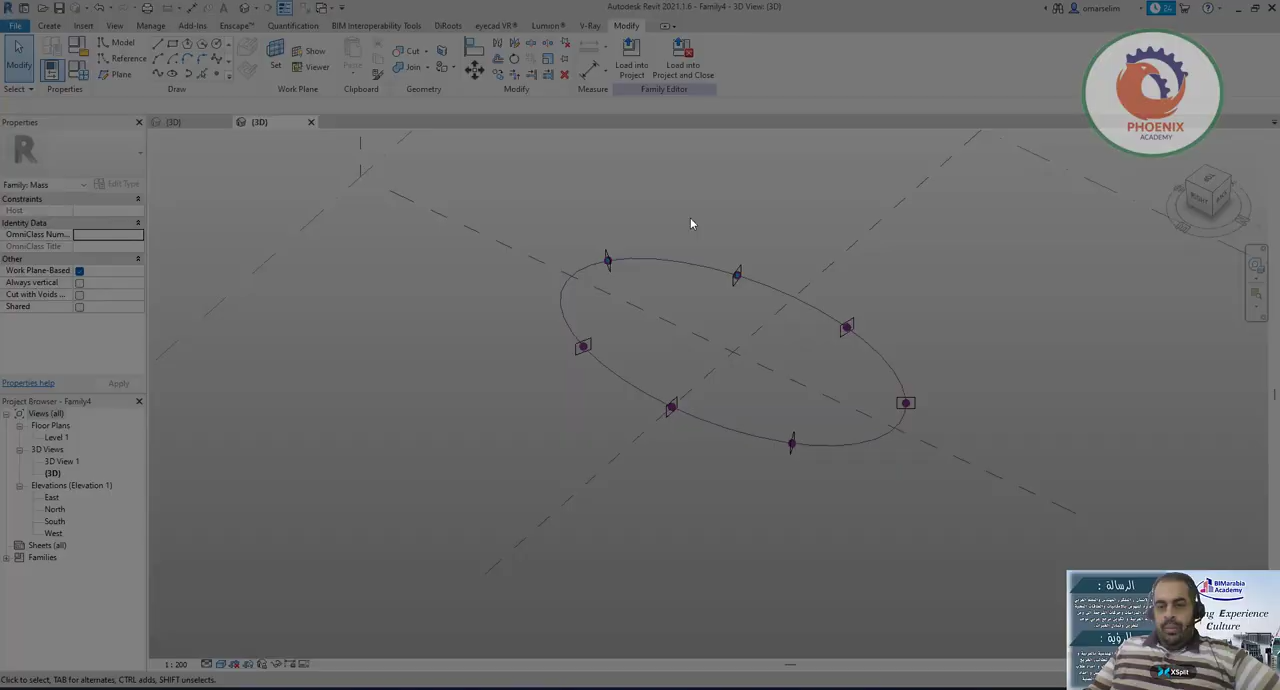 Autodesk Revit 2021.1.6 - Family4 - 3D View: {3D}
omarselim
24
File Create Insert View Manage Add-Ins Enscape™ Quantification BIM Interoperability Tools DiRoots eyecad VR® Lumion® V-Ray Modify
Modify
Model
Reference
Plane
Set
Show
Viewer
Paste
Cut
Join
Load into
Project
Load into
Project and Close
Select
Properties
Draw
Work Plane
Clipboard
Geometry
Modify
Measure
Family Editor
Properties
{3D}
{3D}
R
Family: Mass
Edit Type
Constraints
Host
Identity Data
OmniClass Num...
OmniClass Title
Other
Work Plane-Based
Always vertical
Cut with Voids ...
Shared
Properties help
Apply
Project Browser - Family4
Views (all)
Floor Plans
Level 1
3D Views
3D View 1
{3D}
Elevations (Elevation 1)
East
North
South
West
Sheets (all)
Families
1 : 200
Click to select, TAB for alternates, CTRL adds, SHIFT unselects.
PHOENIX
ACADEMY
RIGHT
الرسالة :
BIMarabia
Academy
Experience
Culture
XSplit